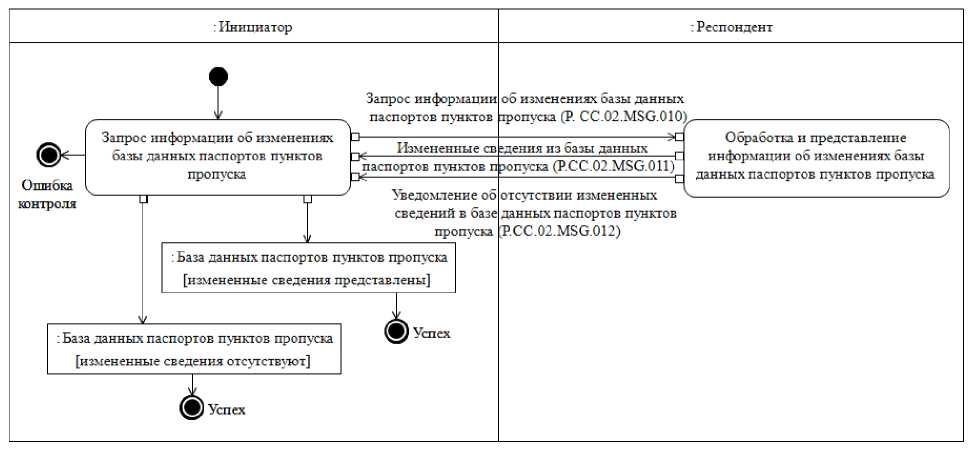 : Инициатор
: Респондент
Запрос информации об изменениях базы данных
паспортов пунктов пропуска (P. CC.02.MSG.010)
Запрос информации об изменениях
базы данных паспортов пунктов
пропуска
Обработка и представление
информации об изменениях базы
данных паспортов пунктов пропуска
Измененные сведения из базы данных
паспортов пунктов пропуска (P.CC.02.MSG.011)
Ошибка
контроля
Уведомление об отсутствии измененных
сведений в базе данных паспортов пунктов
пропуска (P.CC.02.MSG.012)
: База данных паспортов пунктов пропуска
[измененные сведения представлены]
Успех
: База данных паспортов пунктов пропуска
[измененные сведения отсутствуют]
Успех